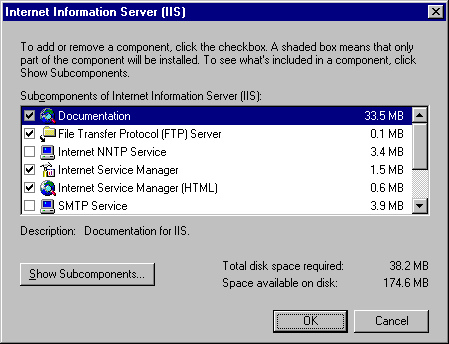 Internet Information Server (IIS)
To add or remove a component, click the checkbox. A shaded box means that only
part of the component will be installed. To see what's included in a component, click
Show Subcomponents.
Subcomponents of Internet Information Server (IIS):
Documentation 33.5 MB
File Transfer Protocol (FTP) Server 0.1 MB
Internet NNTP Service 3.4 MB
Internet Service Manager 1.5 MB
Internet Service Manager (HTML) 0.6 MB
SMTP Service 3.9 MB
Description: Documentation for IIS.
Show Subcomponents...
Total disk space required: 38.2 MB
Space available on disk: 174.6 MB
OK Cancel